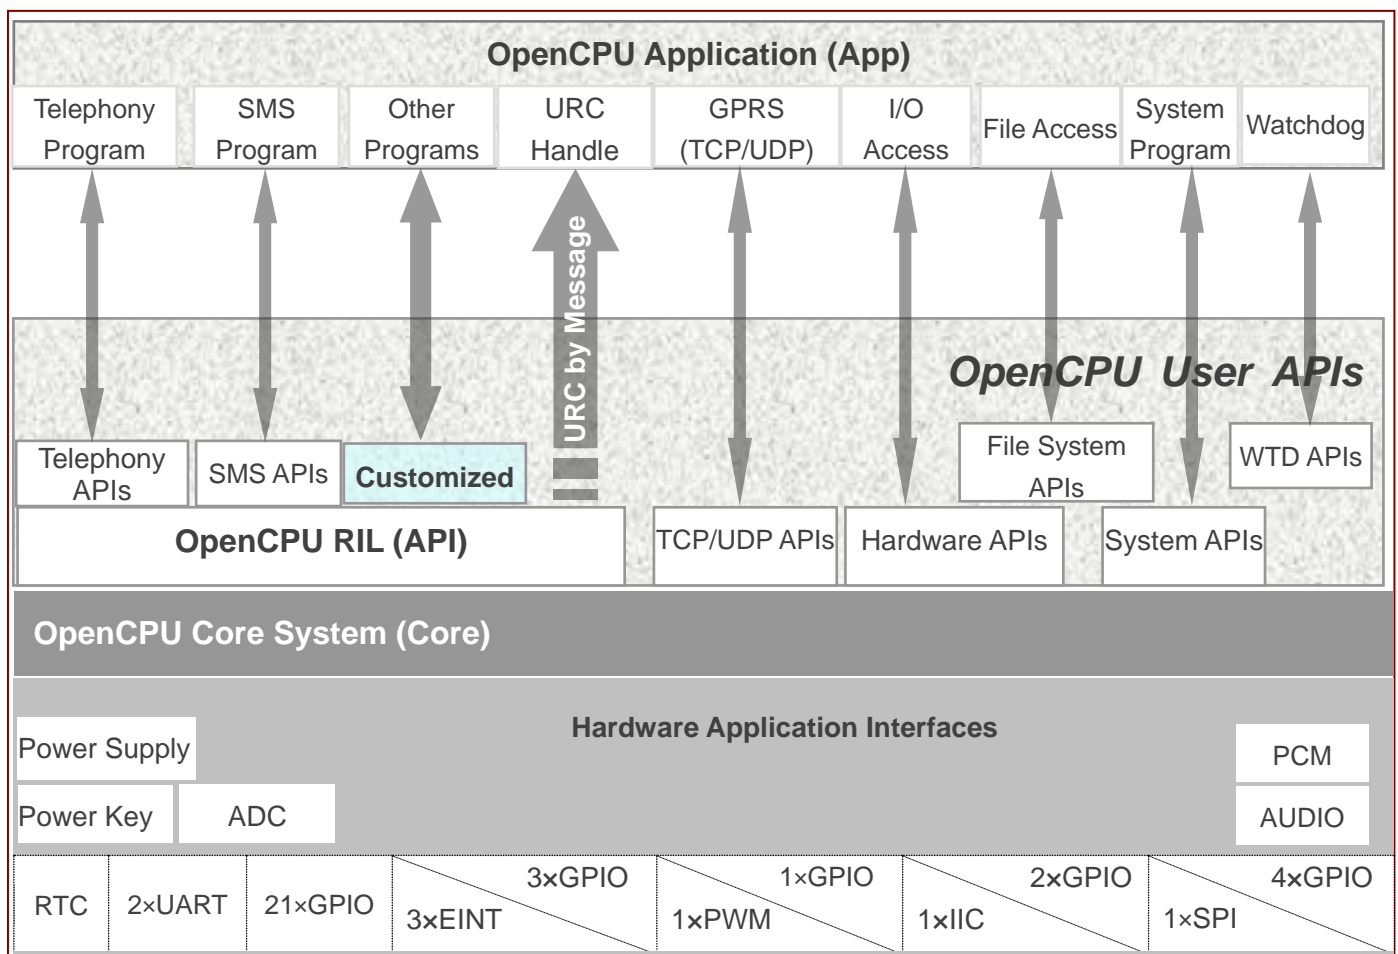 OpenCPU Application (App)
Telephony
Program
SMS
Program
Other
Programs
URC
Handle
GPRS
(TCP/UDP)
I/O
Access
File Access
System
Program
Watchdog
URC by Message
OpenCPU User APIs
Telephony
APIs
SMS APIs
Customized
File System
APIs
WTD APIs
OpenCPU RIL (API)
TCP/UDP APIs
Hardware APIs
System APIs
OpenCPU Core System (Core)
Hardware Application Interfaces
Power Supply
PCM
Power Key
ADC
AUDIO
RTC
2×UART
21×GPIO
3×GPIO
3×EINT
1×GPIO
1×PWM
2×GPIO
1×IIC
4×GPIO
1×SPI